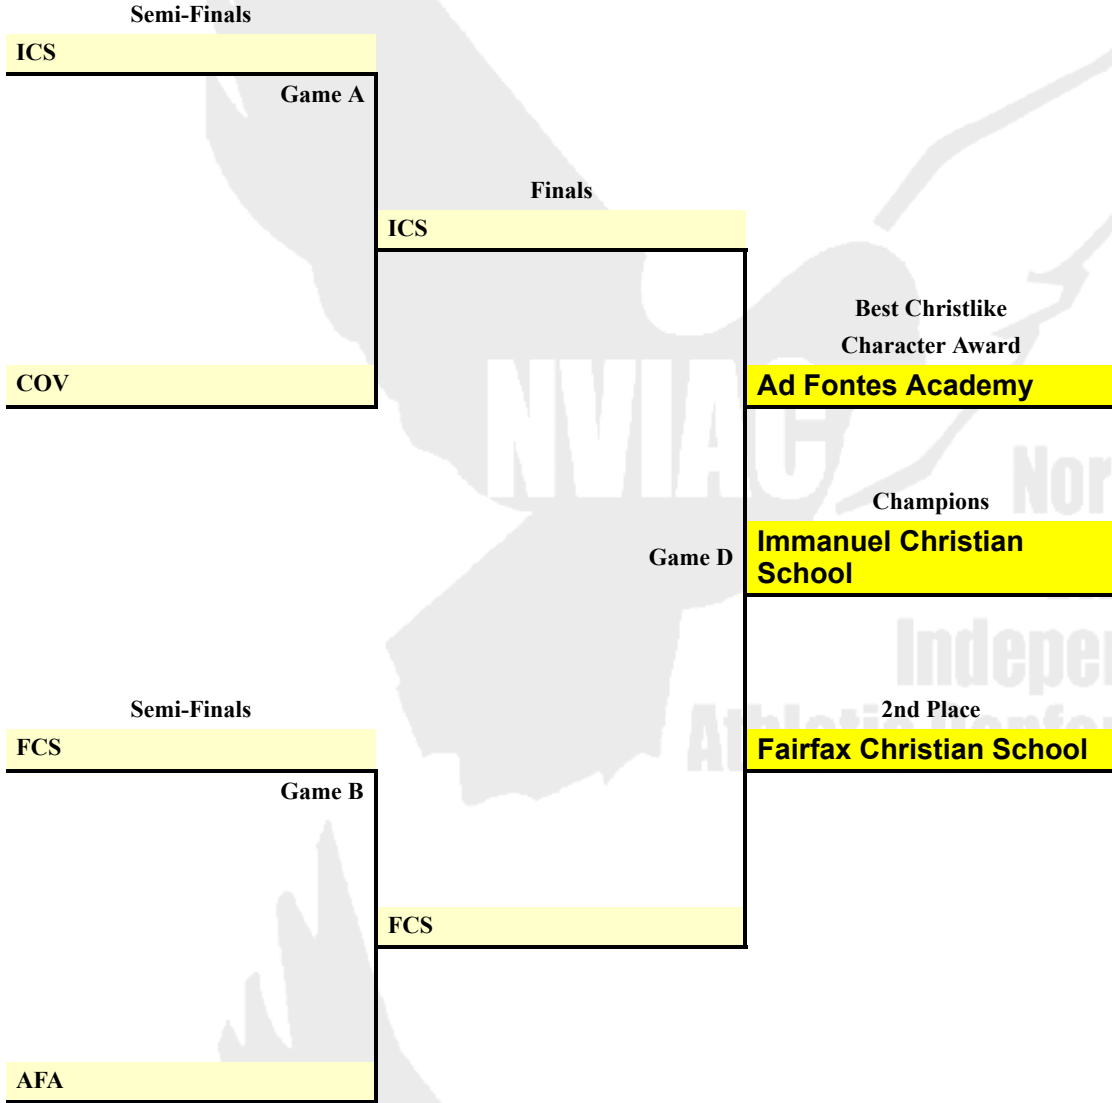 Semi-Finals
ICS
Game A
Finals
ICS
Best Christlike
Character Award
COV
Ad Fontes Academy
NVIAC
Champions
Game D
Immanuel Christian
School
Semi-Finals
2nd Place
FCS
Fairfax Christian School
Game B
FCS
AFA